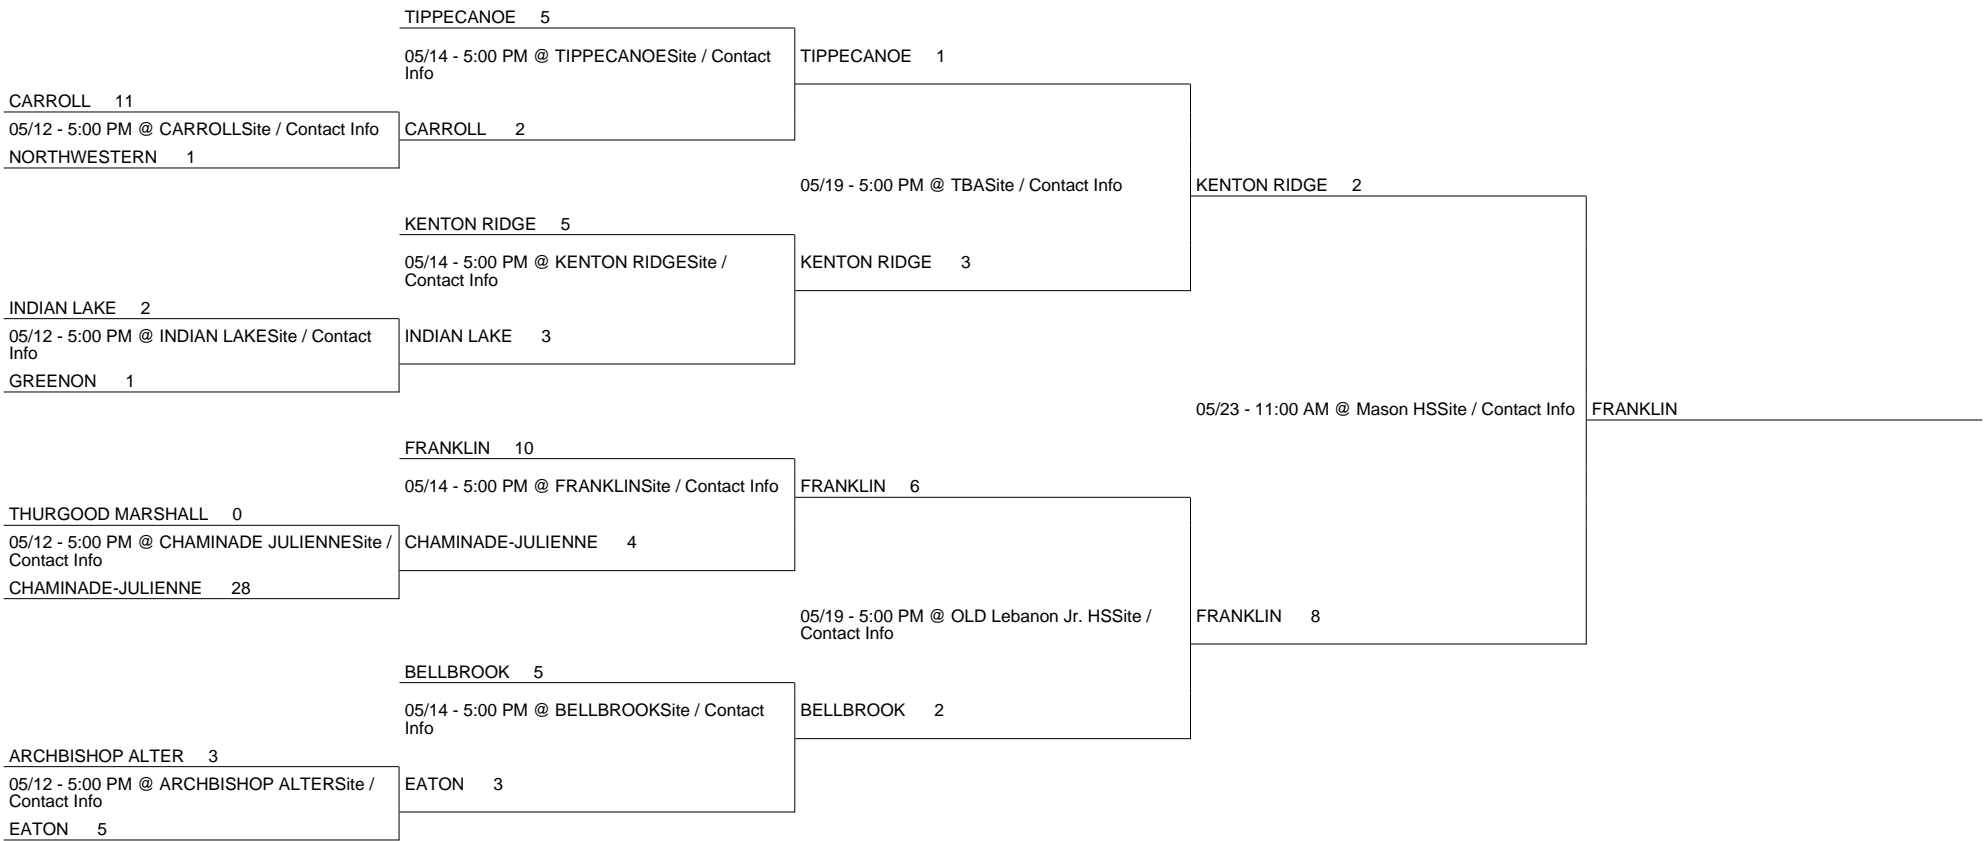 TIPPECANOE 5
05/14 - 5:00 PM @ TIPPECANOESite / Contact
Info
TIPPECANOE 1
CARROLL 11
05/12 - 5:00 PM @ CARROLLSite / Contact Info
CARROLL 2
NORTHWESTERN 1
05/19 - 5:00 PM @ TBASite / Contact Info
KENTON RIDGE 2
KENTON RIDGE 5
05/14 - 5:00 PM @ KENTON RIDGESite /
Contact Info
KENTON RIDGE 3
INDIAN LAKE 2
05/12 - 5:00 PM @ INDIAN LAKESite / Contact
Info
INDIAN LAKE 3
GREENON 1
05/23 - 11:00 AM @ Mason HSSite / Contact Info
FRANKLIN
FRANKLIN 10
05/14 - 5:00 PM @ FRANKLINSite / Contact Info
FRANKLIN 6
THURGOOD MARSHALL 0
05/12 - 5:00 PM @ CHAMINADE JULIENNESite /
Contact Info
CHAMINADE-JULIENNE 4
CHAMINADE-JULIENNE 28
05/19 - 5:00 PM @ OLD Lebanon Jr. HSSite /
Contact Info
FRANKLIN 8
BELLBROOK 5
05/14 - 5:00 PM @ BELLBROOKSite / Contact
Info
BELLBROOK 2
ARCHBISHOP ALTER 3
05/12 - 5:00 PM @ ARCHBISHOP ALTERSite /
Contact Info
EATON 3
EATON 5